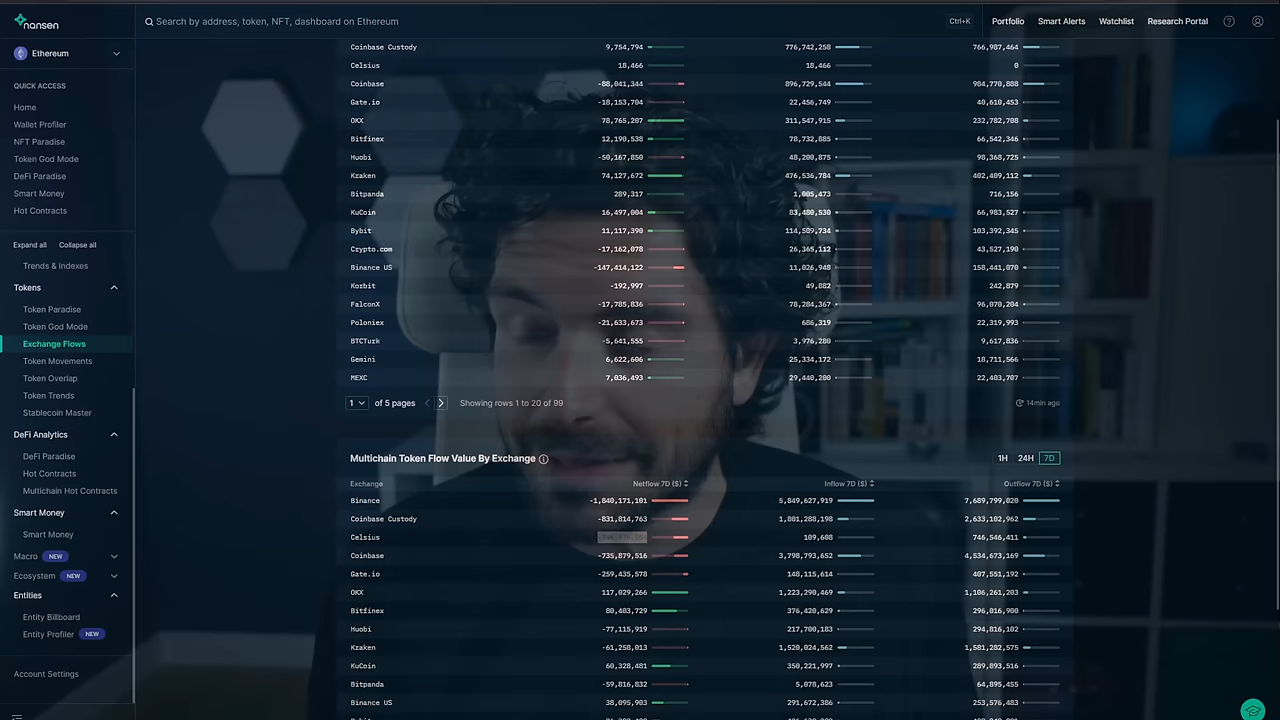 nansen
Search by address, token, NFT, dashboard on Ethereum
Ctrl+K
Portfolio
Smart Alerts
Watchlist
Research Portal
Ethereum
QUICK ACCESS
Home
Wallet Profiler
NFT Paradise
Token God Mode
DeFi Paradise
Smart Money
Hot Contracts
Expand all Collapse all
Trends & Indexes
Tokens
Token Paradise
Token God Mode
Exchange Flows
Token Movements
Token Overlap
Token Trends
Stablecoin Master
DeFi Analytics
DeFi Paradise
Hot Contracts
Multichain Hot Contracts
Smart Money
Smart Money
Macro NEW
Ecosystem NEW
Entities
Entity Billboard
Entity Profiler NEW
Account Settings
Coinbase Custody 9,754,794 776,742,258 766,987,464
Celsius 18,466 18,466 0
Coinbase -88,041,344 896,729,544 984,770,888
Gate.io -18,153,704 22,456,749 40,610,453
OKX 78,765,207 311,547,915 232,782,708
Bitfinex 12,190,538 78,732,885 66,542,346
Huobi -50,167,850 48,200,875 98,368,725
Kraken 74,127,672 476,536,784 402,409,112
Bitpanda 289,317 1,005,473 716,156
KuCoin 16,497,004 83,480,530 66,983,527
Bybit 11,117,390 114,509,734 103,392,345
Crypto.com -17,162,078 26,365,112 43,527,190
Binance US -147,414,122 11,026,948 158,441,070
Korbit -192,997 49,882 242,879
FalconX -17,785,836 78,284,367 96,070,204
Poloniex -21,633,673 686,319 22,319,993
BTCTurk -5,641,555 3,976,280 9,617,836
Gemini 6,622,606 25,334,172 18,711,566
MEXC 7,036,493 29,440,200 22,403,707
1 of 5 pages Showing rows 1 to 20 of 99 14min ago
Multichain Token Flow Value By Exchange 1H 24H 7D
Exchange Netflow 7D ($) Inflow 7D ($) Outflow 7D ($)
Binance -1,840,171,101 5,849,627,919 7,689,799,020
Coinbase Custody -831,814,763 1,801,288,198 2,633,102,962
Celsius 109,608 746,546,411
Coinbase -735,879,516 3,798,793,652 4,534,673,169
Gate.io -259,435,578 148,115,614 407,551,192
OKX 117,029,266 1,223,290,469 1,106,261,203
Bitfinex 80,403,729 376,420,629 296,016,900
Huobi -77,115,919 217,700,183 294,816,102
Kraken -61,258,013 1,520,024,562 1,581,282,575
KuCoin 60,328,481 350,221,997 289,893,516
Bitpanda -59,816,832 5,078,623 64,895,455
Binance US 38,095,903 291,672,386 253,576,483